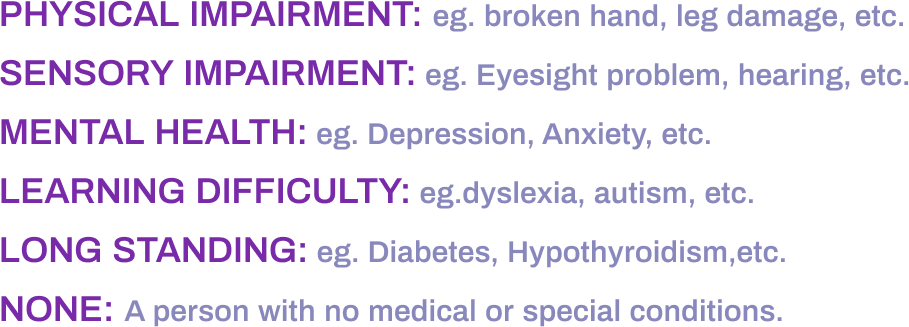 PHYSICAL IMPAIRMENT: eg. broken hand, leg damage, etc.
SENSORY IMPAIRMENT: eg. Eyesight problem, hearing, etc.
MENTAL HEALTH: eg. Depression, Anxiety, etc.
LEARNING DIFFICULTY: eg.dyslexia, autism, etc.
LONG STANDING: eg. Diabetes, Hypothyroidism,etc.
NONE: A person with no medical or special conditions.